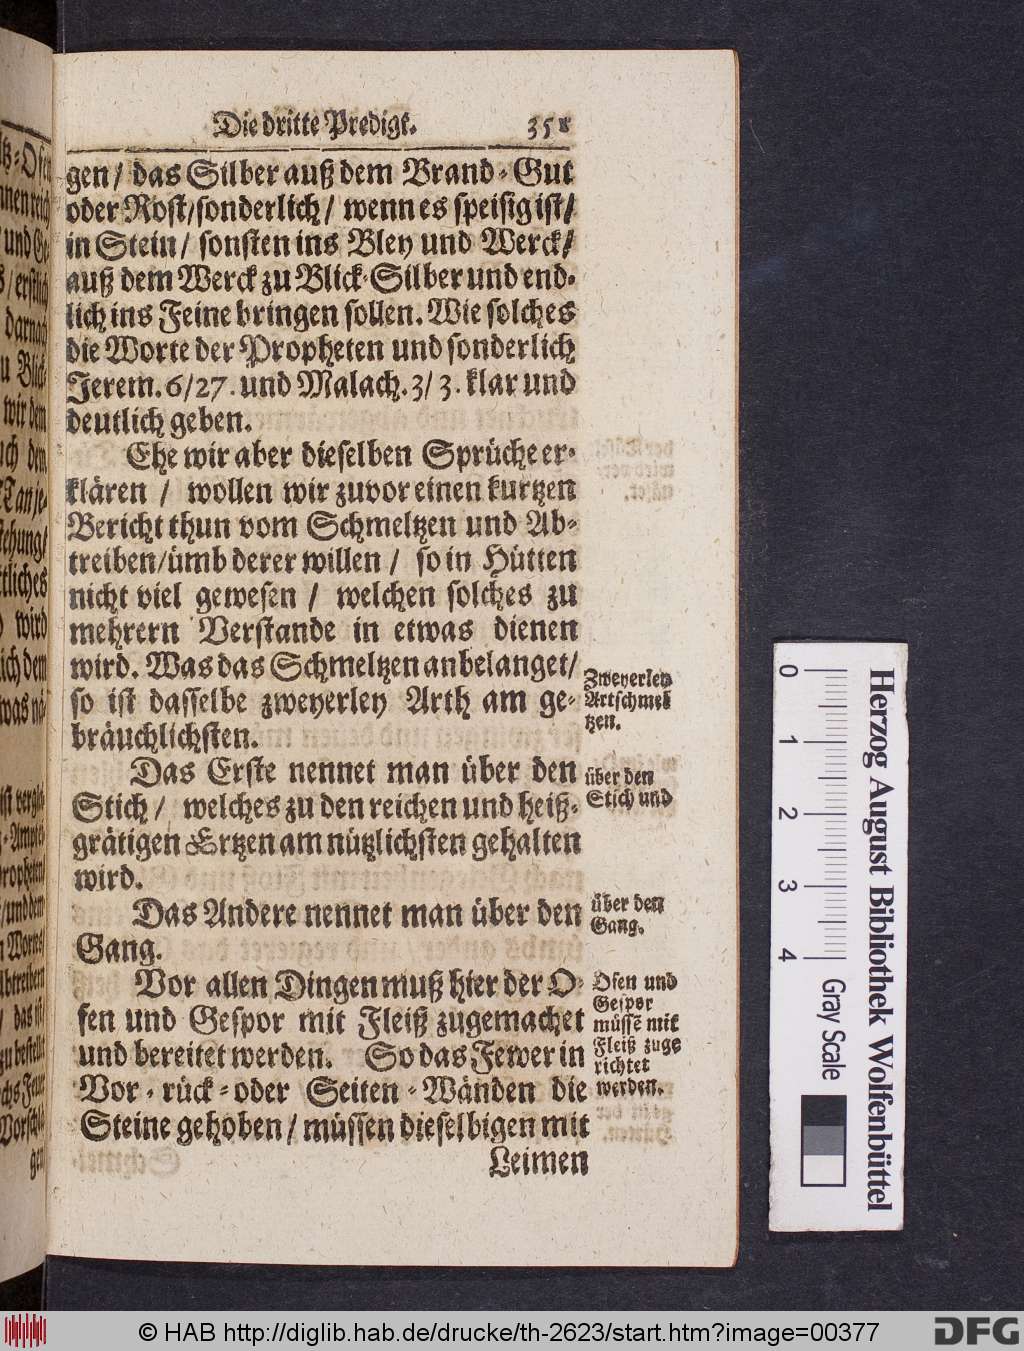 Die dritte Predigt. 351
gen / das Silber auß dem Brand-Gut
oder Rost/sonderlich/ wenn es speisig ist/
in Stein/ sonsten ins Bley und Werck/
auß dem Werck zu Blick-Silber und end-
lich ins Feine bringen sollen. Wie solches
die Worte der Propheten und sonderlich
Jerem. 6/27. und Malach. 3/ 3. klar und
deutlich geben.
Ehe wir aber dieselben Sprüche er-
klären / wollen wir zuvor einen kurtzen
Bericht thun vom Schmeltzen und Ab-
treiben/ümb derer willen / so in Hütten
nicht viel gewesen / welchen solches zu
mehrern Verstande in etwas dienen
wird. Was das Schmeltzen anbelanget/
so ist dasselbe zweyerley Arth am ge-
bräuchlichsten.
Zweyerley
Artschmel
tzen.
Das Erste nennet man über den
Stich / welches zu den reichen und heiß-
grätigen Ertzen am nützlichsten gehalten
wird.
über den
Stich und
Das Andere nennet man über den
Gang.
über den
Gang.
Vor allen Dingen muß hier der O-
fen und Gespor mit Fleiß zugemachet
und bereitet werden. So das Fewer in
Vor- rück- oder Seiten-Wänden die
Steine gehoben / müssen dieselbigen mit
Leimen
Ofen und
Gespor
müssẽ mit
Fleiß zuge
richtet
werden.
0 1 2 3 4
Gray Scale
Herzog August Bibliothek Wolfenbüttel
© HAB http://diglib.hab.de/drucke/th-2623/start.htm?image=00377
DFG